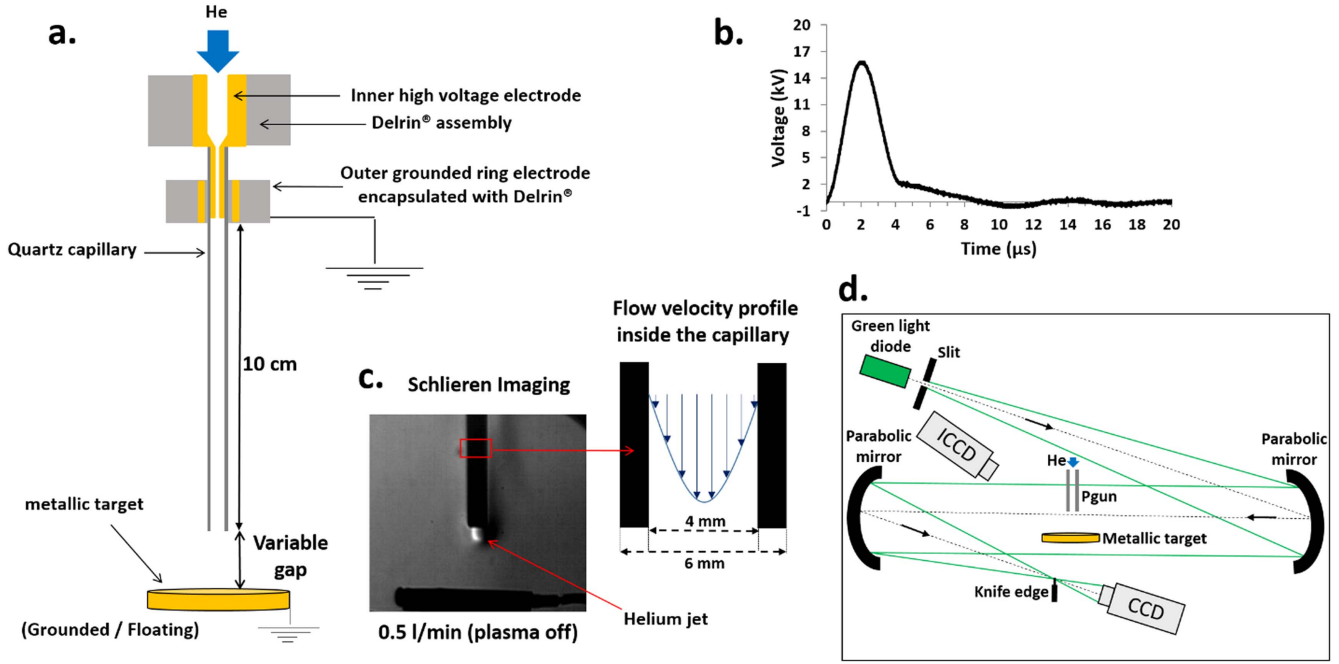 a.
He
Inner high voltage electrode
Delrin® assembly
Outer grounded ring electrode
encapsulated with Delrin®
Quartz capillary
10 cm
metallic target
Variable
gap
(Grounded / Floating)
b.
Voltage (kV)
20
17
14
11
8
5
2
-1
0
2
4
6
8
10
12
14
16
18
20
Time (µs)
c.
Schlieren Imaging
0.5 l/min (plasma off)
Helium jet
Flow velocity profile
inside the capillary
4 mm
6 mm
d.
Green light
diode
Slit
ICCD
Parabolic
mirror
Parabolic
mirror
He
Pgun
Metallic target
Knife edge
CCD